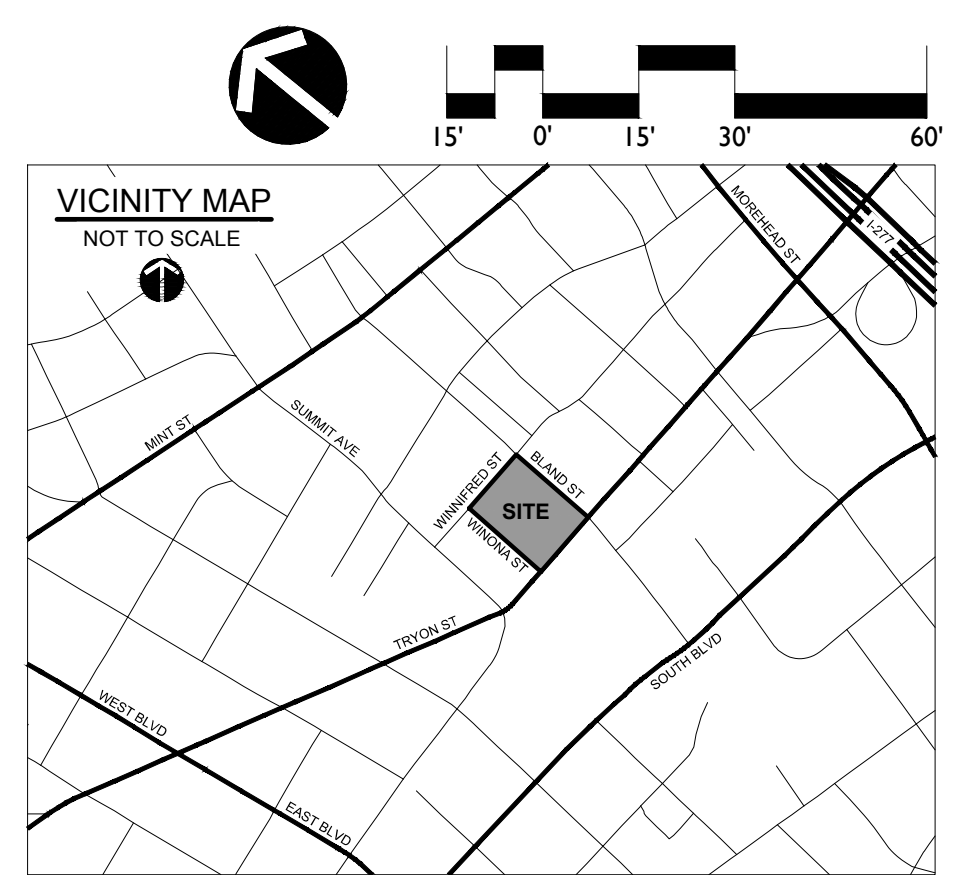 15' 0' 15' 30' 60'
VICINITY MAP
NOT TO SCALE
MOREHEAD ST
I-277
MINT ST
SUMMIT AVE
WINNIFRED ST
BLAND ST
SITE
WINONA ST
TRYON ST
SOUTH BLVD
WEST BLVD
EAST BLVD